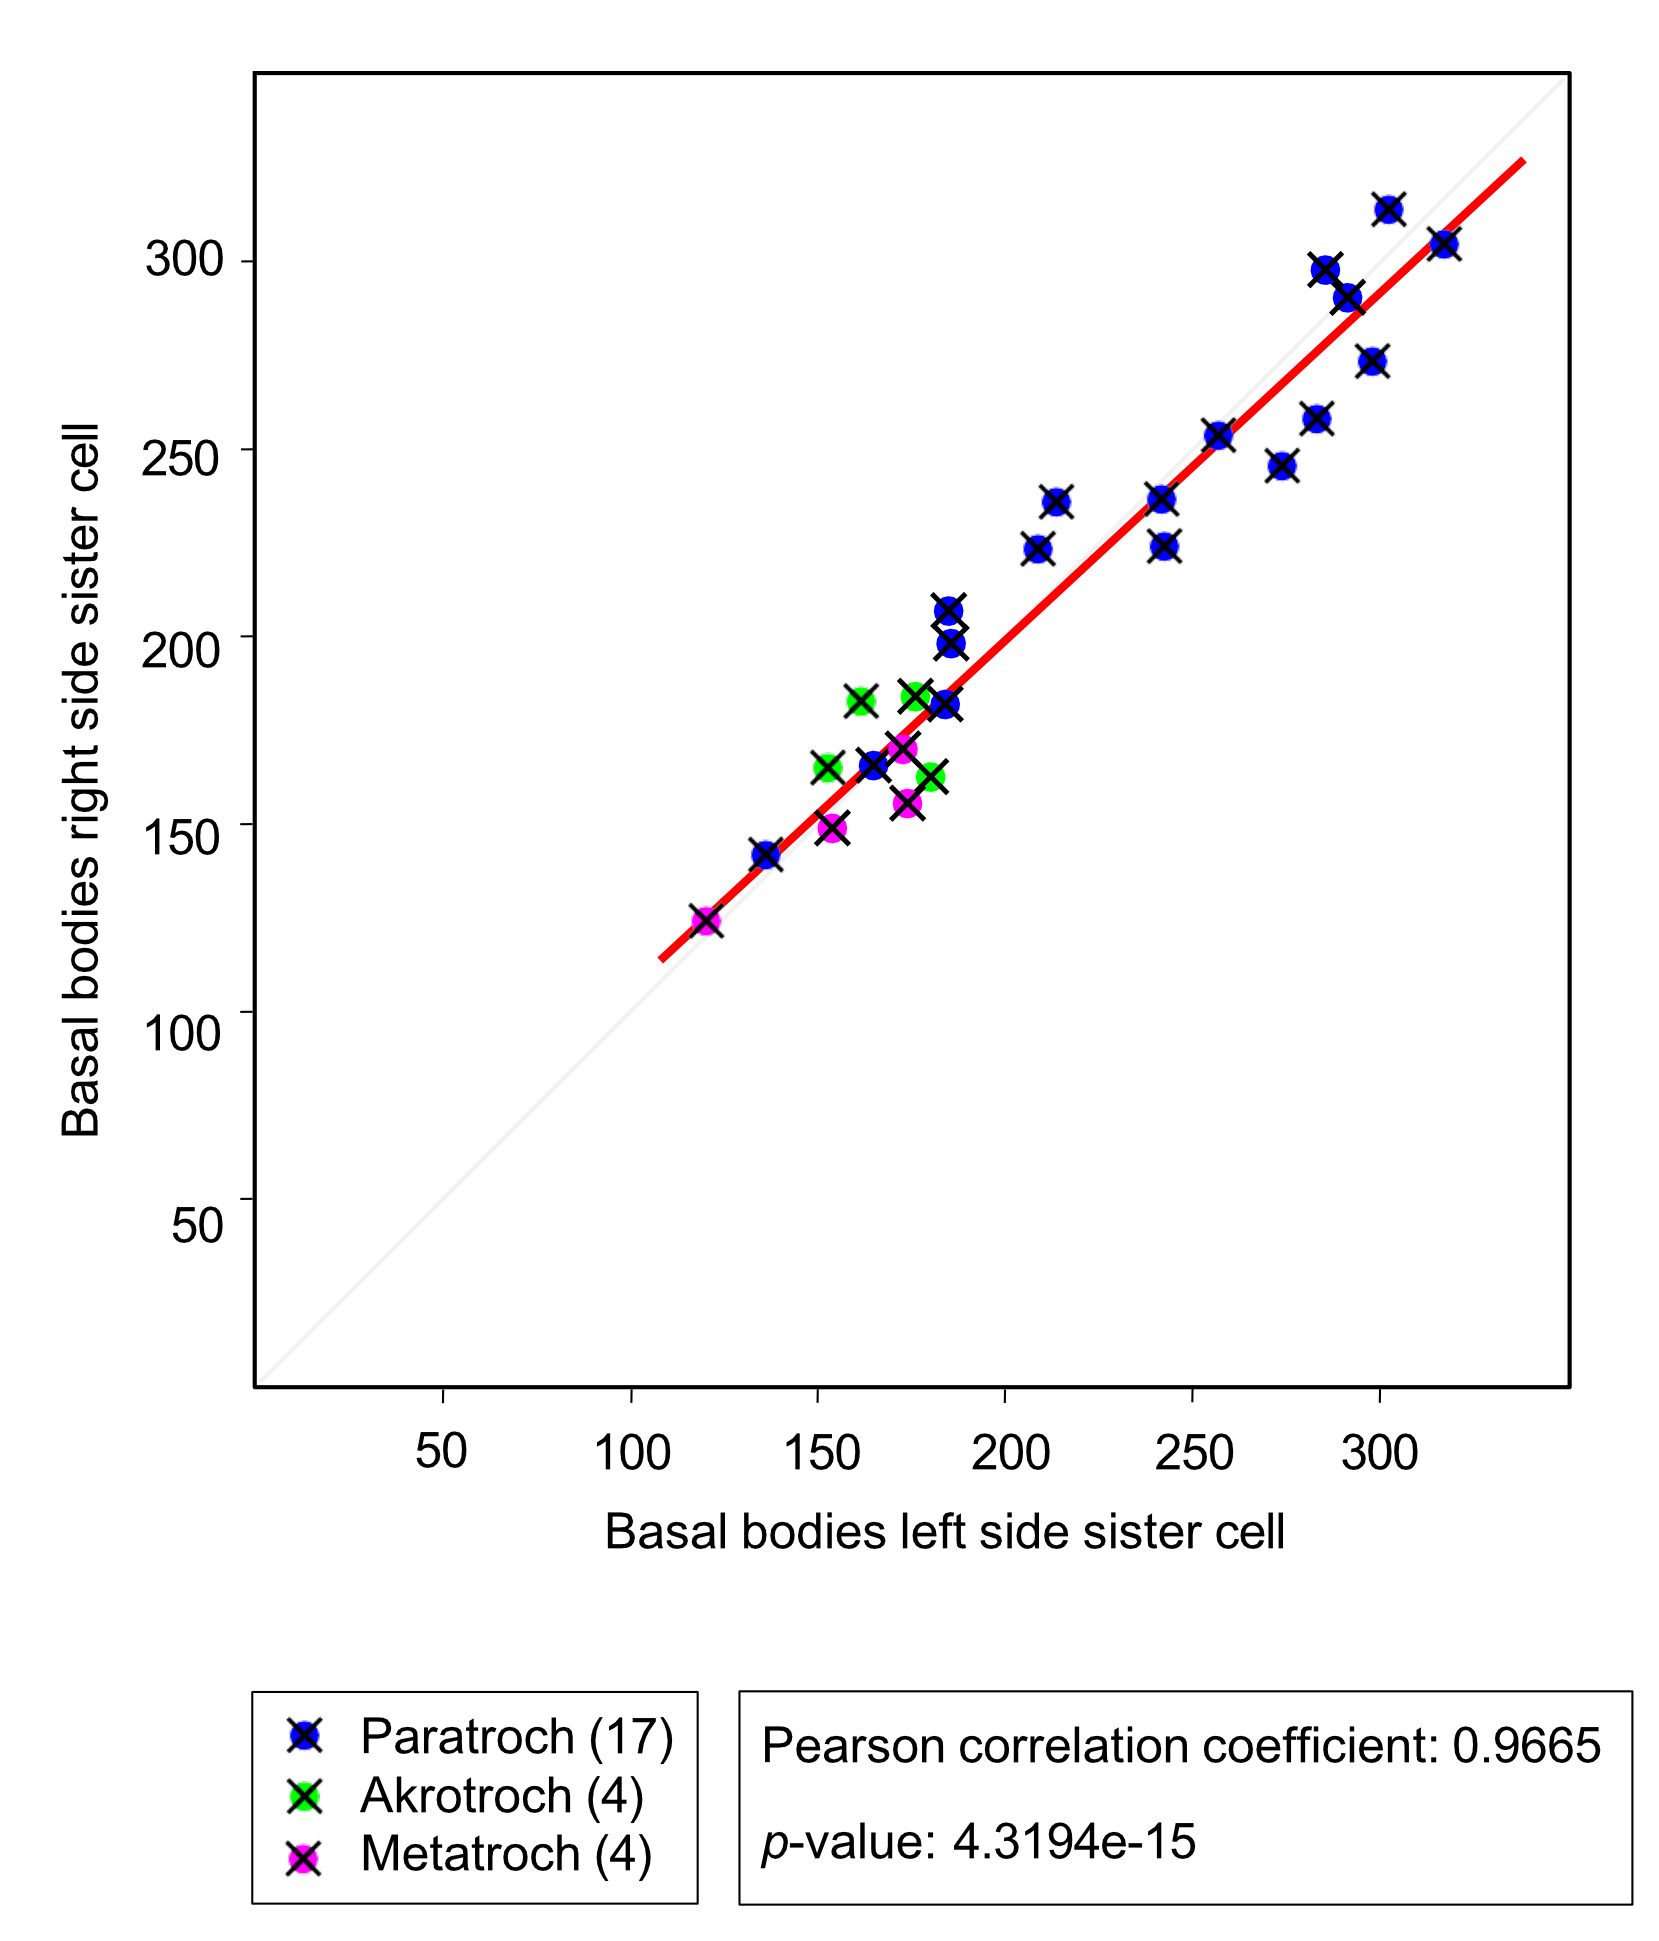 Basal bodies right side sister cell
300
250
200
150
100
50
50 100 150 200 250 300
Basal bodies left side sister cell
Paratroch (17)
Akrotroch (4)
Metatroch (4)
Pearson correlation coefficient: 0.9665
p-value: 4.3194e-15